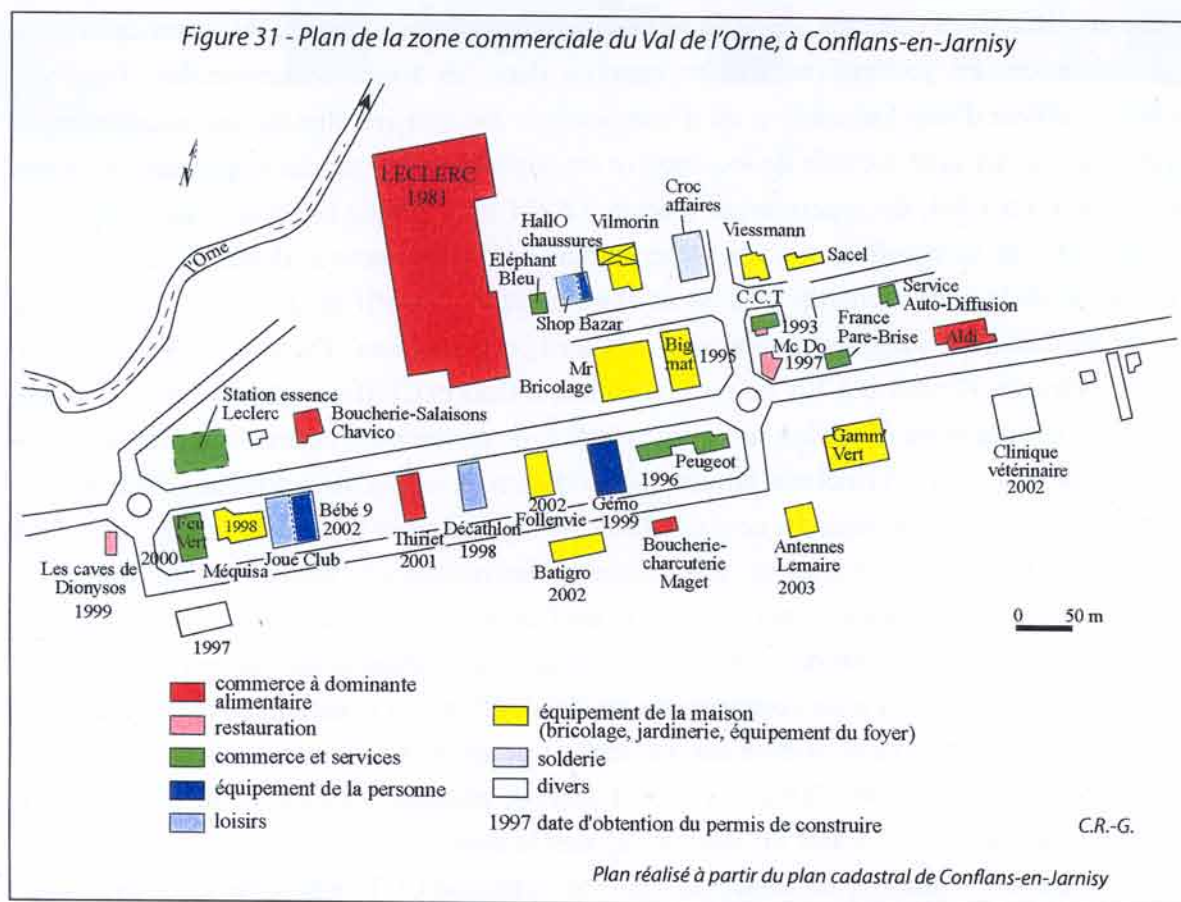 Figure 31 - Plan de la zone commerciale du Val de l'Orne, à Conflans-en-Jarnisy
N
l'Orne
LECLERC
1981
HallO
chaussures
Eléphant
Bleu
Shop Bazar
Vilmorin
Croc
affaires
Viessmann
Sacel
C.C.T
1993
Mc Do
1997
Service
Auto-Diffusion
France
Pare-Brise
Aldi
Mr
Bricolage
Big
mat
1995
Station essence
Leclerc
Boucherie-Salaisons
Chavico
Gamm
Vert
Clinique
vétérinaire
2002
Peugeot
1996
Gémo
1999
2002
Follenvie
Décathlon
1998
Thiriet
2001
Bébé 9
2002
Joué Club
1998
Méquisa
Feu
Vert
2000
Les caves de
Dionysos
1999
1997
Batigro
2002
Boucherie-
charcuterie
Maget
Antennes
Lemaire
2003
0 50 m
commerce à dominante
alimentaire
restauration
commerce et services
équipement de la personne
loisirs
équipement de la maison
(bricolage, jardinerie, équipement du foyer)
solderie
divers
1997 date d'obtention du permis de construire
C.R.-G.
Plan réalisé à partir du plan cadastral de Conflans-en-Jarnisy